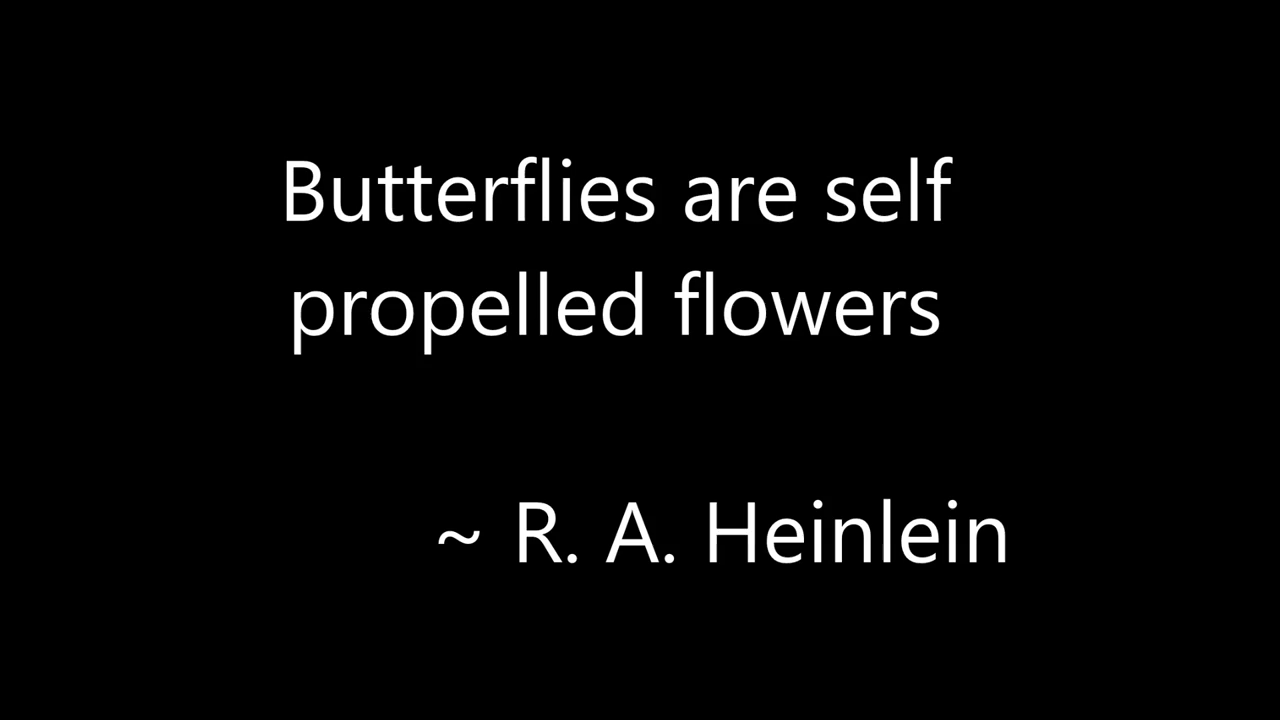 Butterflies are self
propelled flowers
~ R. A. Heinlein